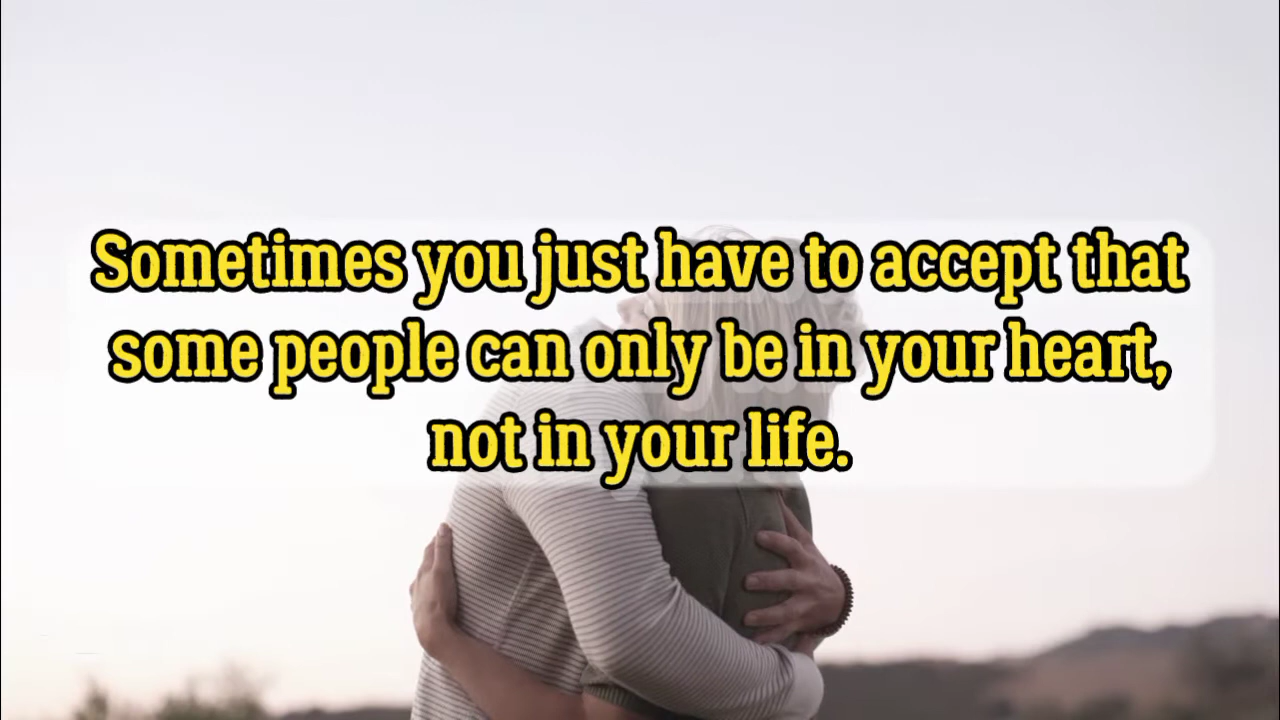 Sometimes you just have to accept that
some people can only be in your heart,
not in your life.